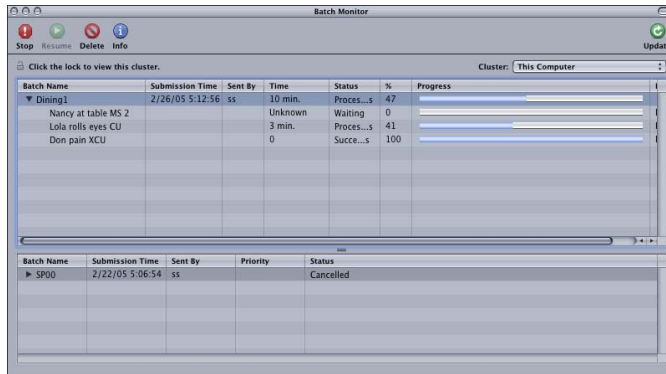 Batch Monitor
Stop Resume Delete Info
Updat
Click the lock to view this cluster.
Cluster: This Computer
Batch Name Submission Time Sent By Time Status % Progress
Dining1 2/26/05 5:12:56 ss 10 min. Proces...s 47
Nancy at table MS 2 Unknown Waiting 0
Lola rolls eyes CU 3 min. Proces...s 41
Don pain XCU 0 Succe...s 100
Batch Name Submission Time Sent By Priority Status
SP00 2/22/05 5:06:54 ss Cancelled